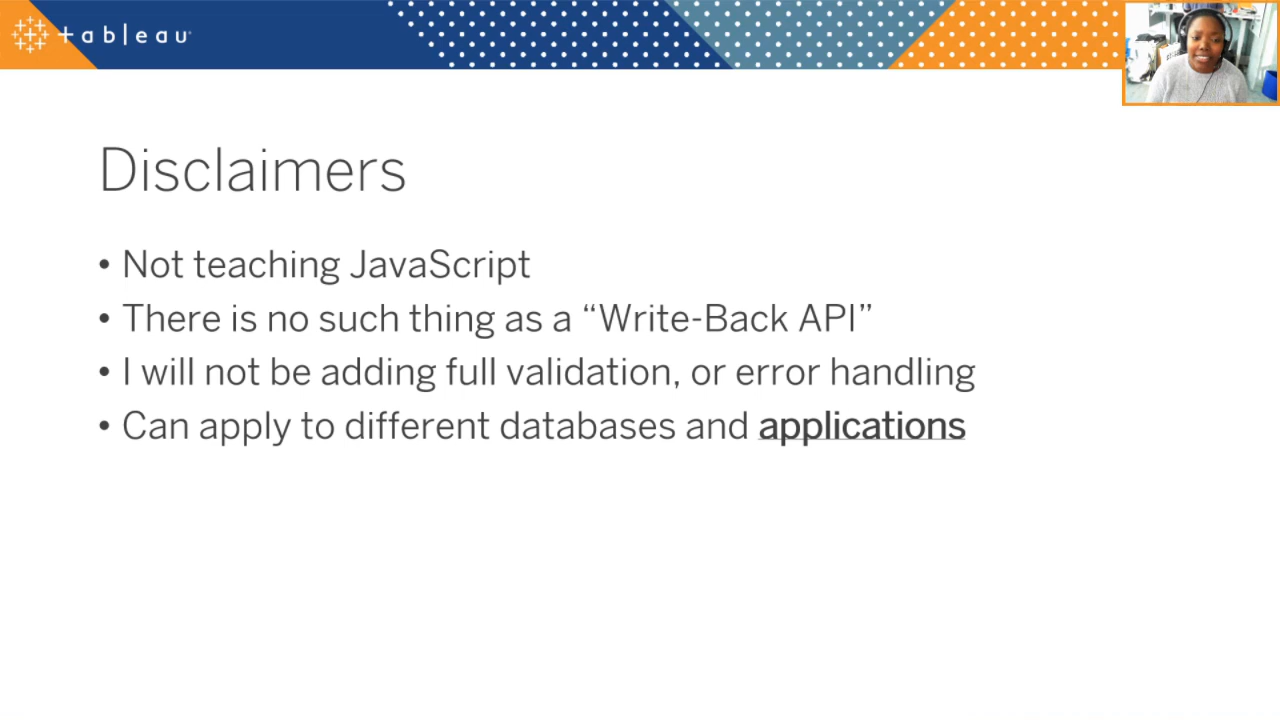 +ableau
Disclaimers
• Not teaching JavaScript
• There is no such thing as a “Write-Back API”
• I will not be adding full validation, or error handling
• Can apply to different databases and applications